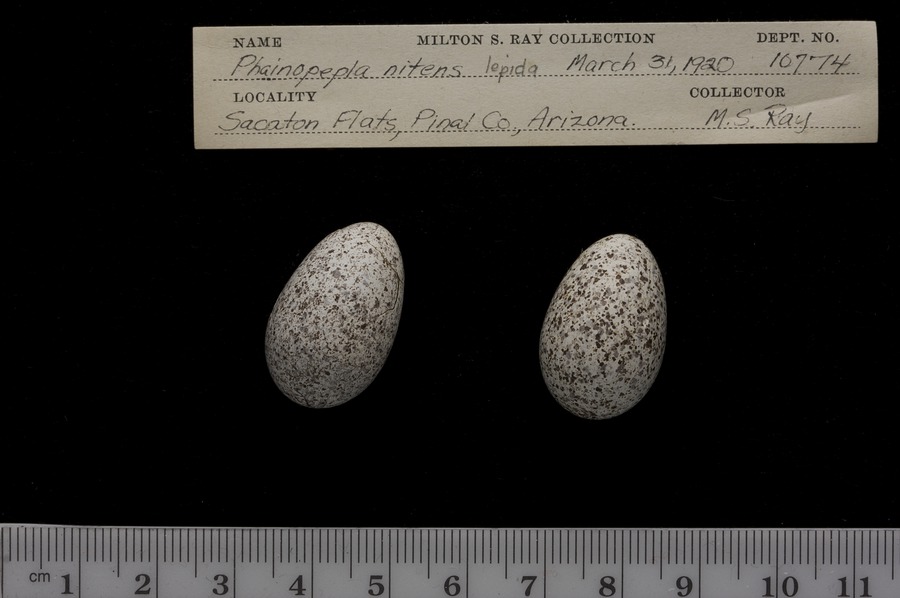 NAME MILTON S. RAY COLLECTION DEPT. NO.
Phainopepla nitens lepida March 31, 1920 10774
LOCALITY COLLECTOR
Sacaton Flats, Pinal Co., Arizona. M.S. Ray
cm 1 2 3 4 5 6 7 8 9 10 11